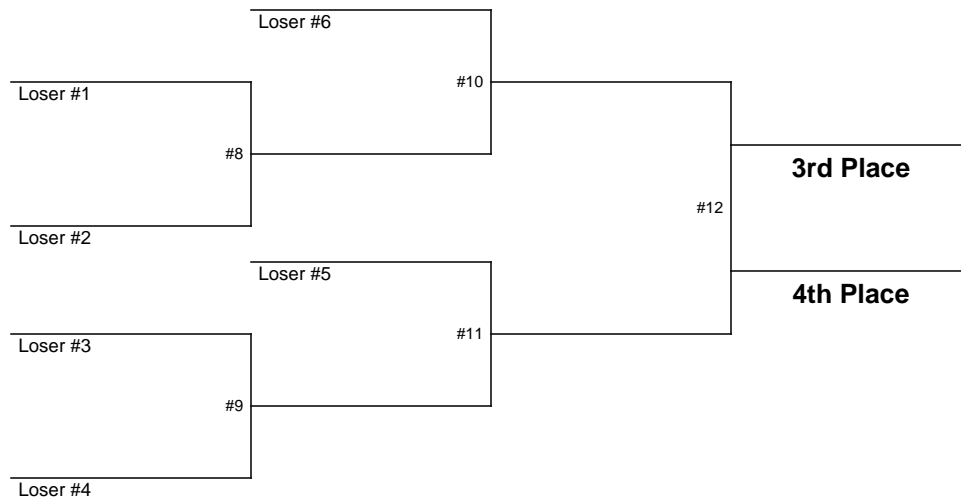 Loser #6
#10
Loser #1
#8
3rd Place
#12
Loser #2
Loser #5
4th Place
#11
Loser #3
#9
Loser #4